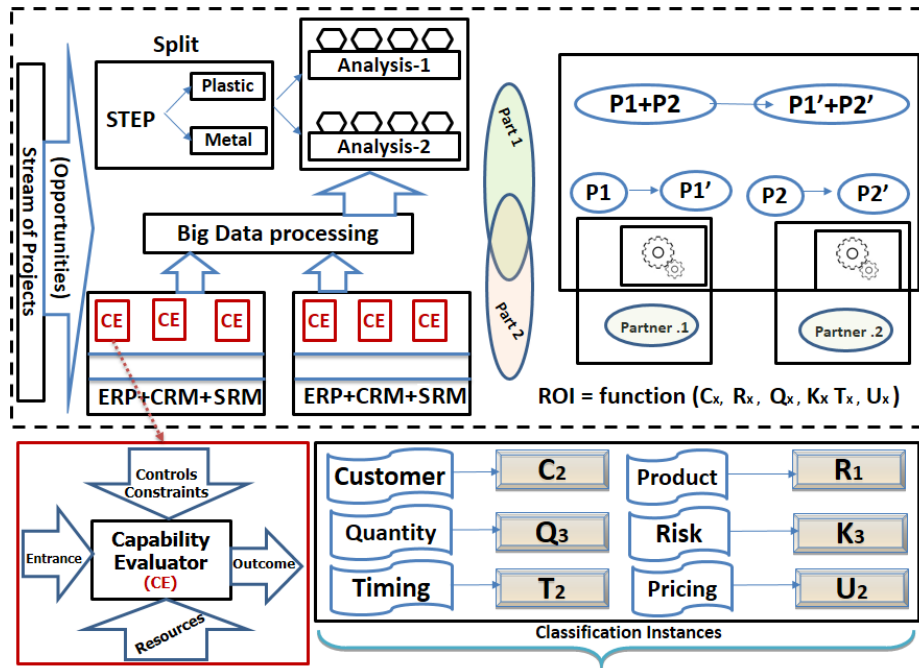 Stream of Projects
(Opportunities)
Split
STEP
Plastic
Metal
Analysis-1
Analysis-2
Big Data processing
CE
CE
CE
ERP+CRM+SRM
CE
CE
CE
ERP+CRM+SRM
Part 1
Part 2
P1+P2
P1’+P2’
P1
P1’
P2
P2’
Partner .1
Partner .2
ROI = function (Cx, Rx, Qx, Kx Tx, Ux)
Controls
Constraints
Entrance
Capability
Evaluator
(CE)
Outcome
Resources
Customer
C2
Product
R1
Quantity
Q3
Risk
K3
Timing
T2
Pricing
U2
Classification Instances